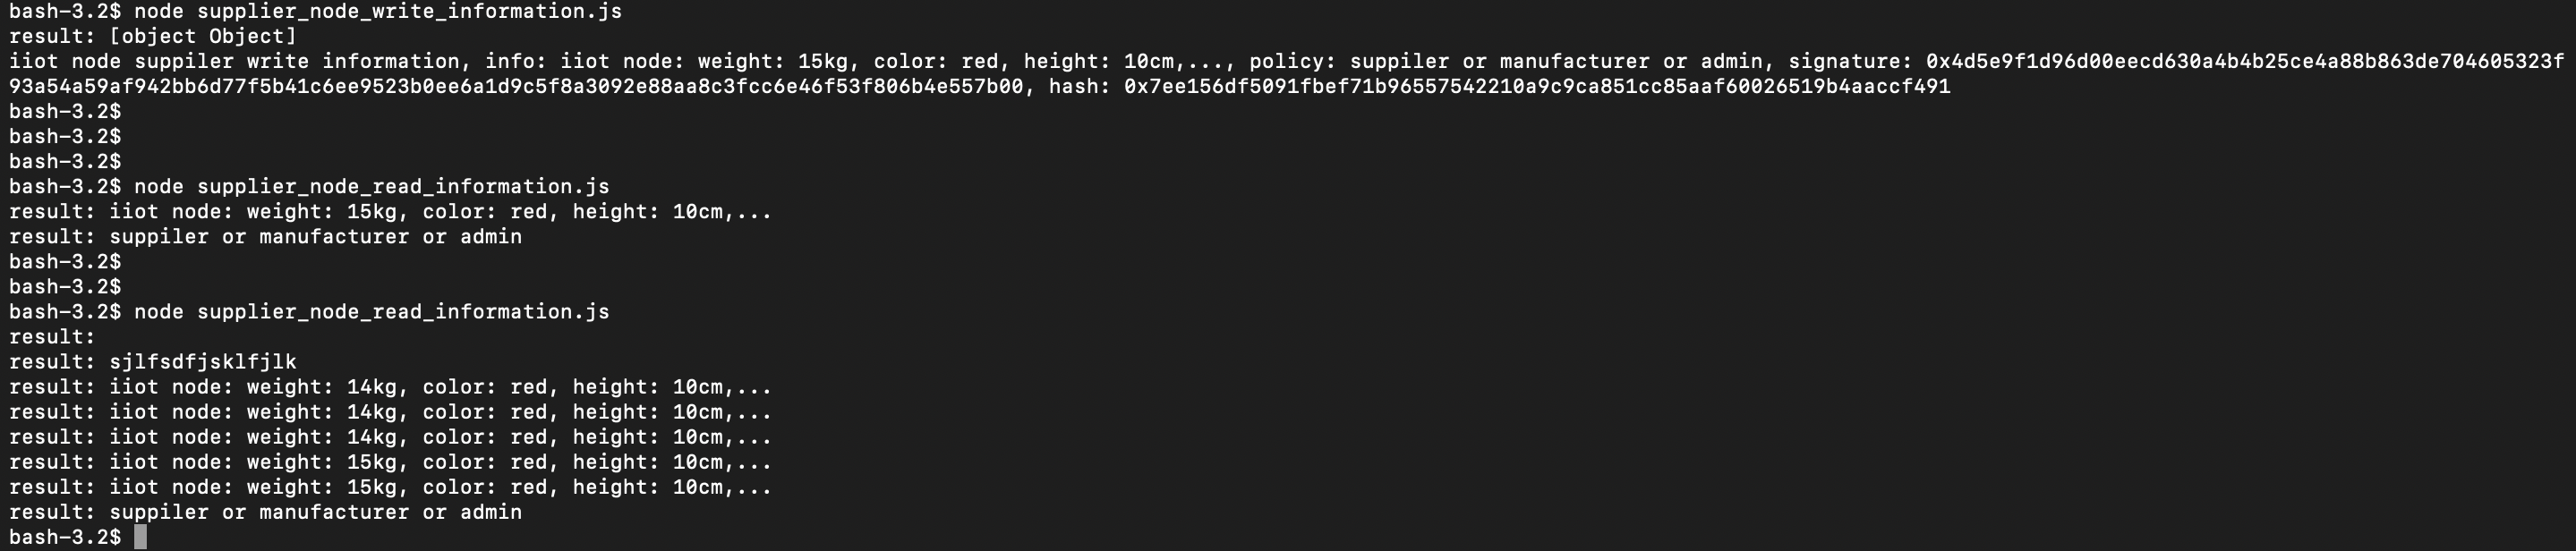 bash-3.2$ node supplier_node_write_information.js
result: [object Object]
iiot node suppiler write information, info: iiot node: weight: 15kg, color: red, height: 10cm,..., policy: suppiler or manufacturer or admin, signature: 0x4d5e9f1d96d00eecd630a4b4b25ce4a88b863de704605323f
93a54a59af942bb6d77f5b41c6ee9523b0ee6a1d9c5f8a3092e88aa8c3fcc6e46f53f806b4e557b00, hash: 0x7ee156df5091fbef71b96557542210a9c9ca851cc85aaf60026519b4aaccf491
bash-3.2$
bash-3.2$
bash-3.2$
bash-3.2$ node supplier_node_read_information.js
result: iiot node: weight: 15kg, color: red, height: 10cm,...
result: suppiler or manufacturer or admin
bash-3.2$
bash-3.2$
bash-3.2$ node supplier_node_read_information.js
result:
result: sjlfsdfjsklfjlk
result: iiot node: weight: 14kg, color: red, height: 10cm,...
result: iiot node: weight: 14kg, color: red, height: 10cm,...
result: iiot node: weight: 14kg, color: red, height: 10cm,...
result: iiot node: weight: 15kg, color: red, height: 10cm,...
result: iiot node: weight: 15kg, color: red, height: 10cm,...
result: suppiler or manufacturer or admin
bash-3.2$